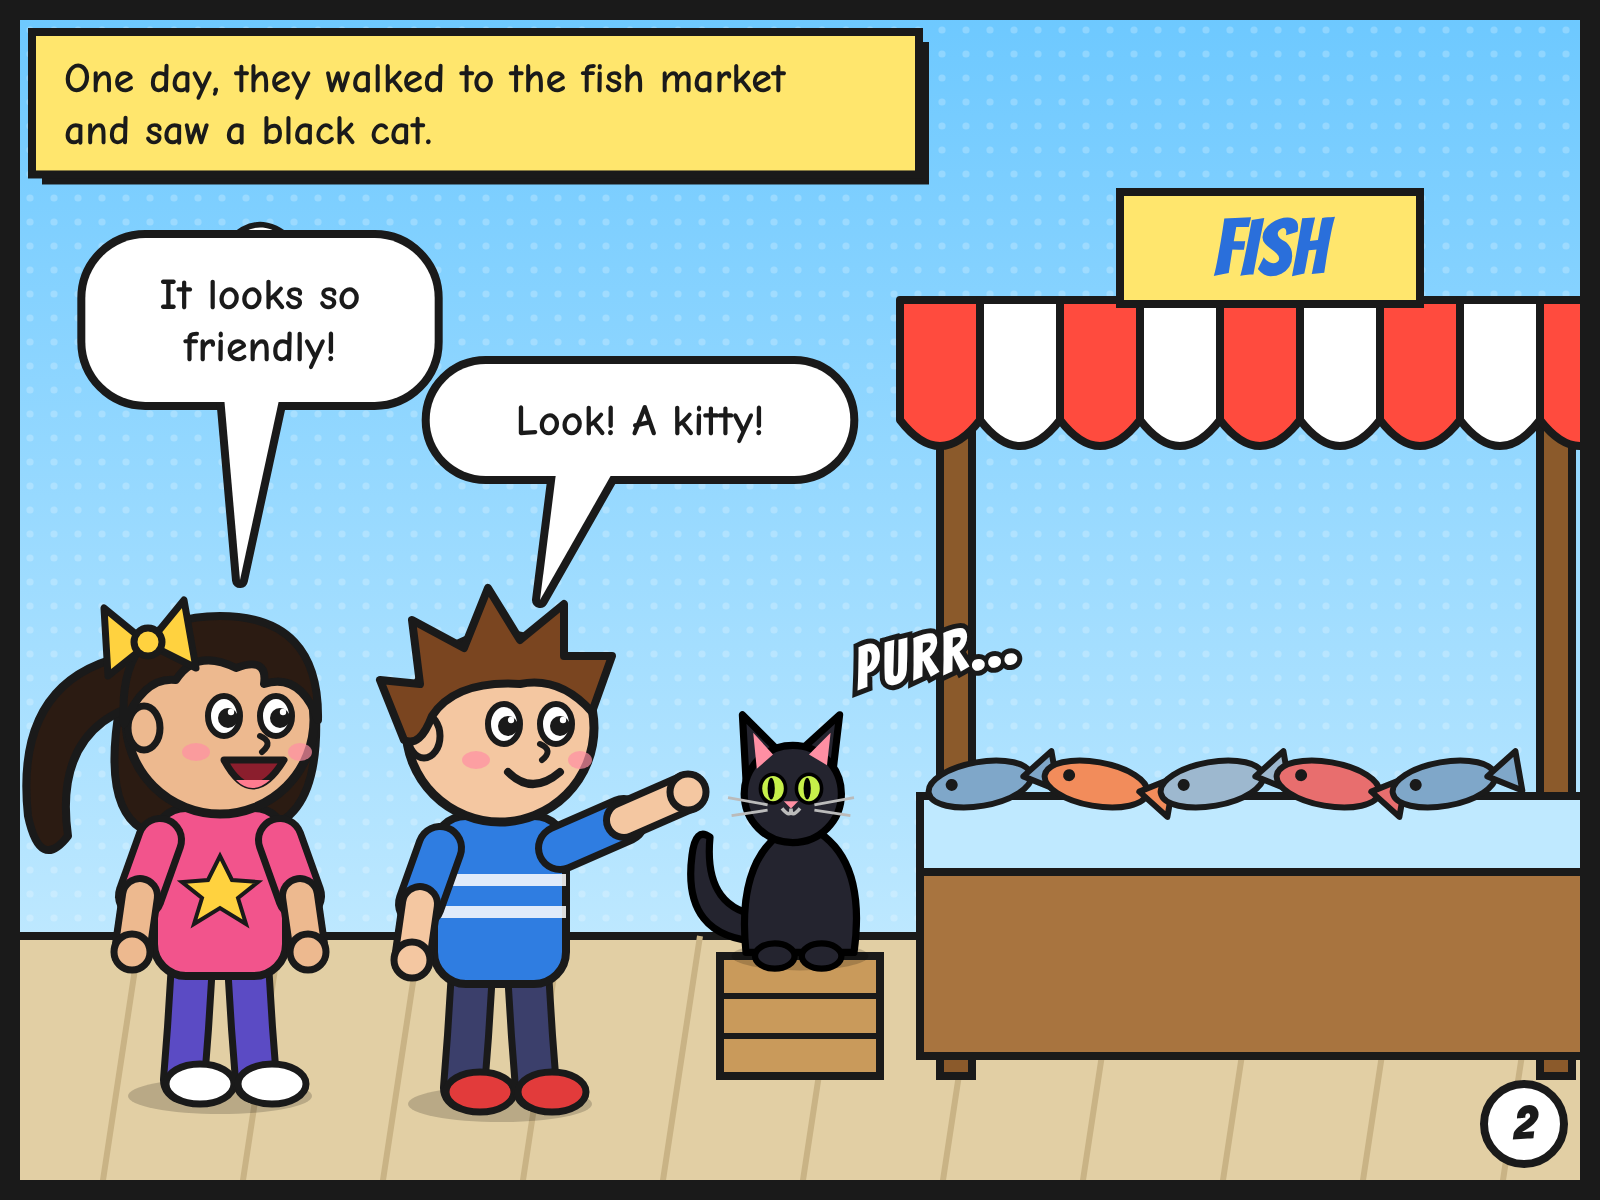 One day, they walked to the fish market
and saw a black cat.
FISH
It looks so
friendly!
Look! A kitty!
PURR...
2